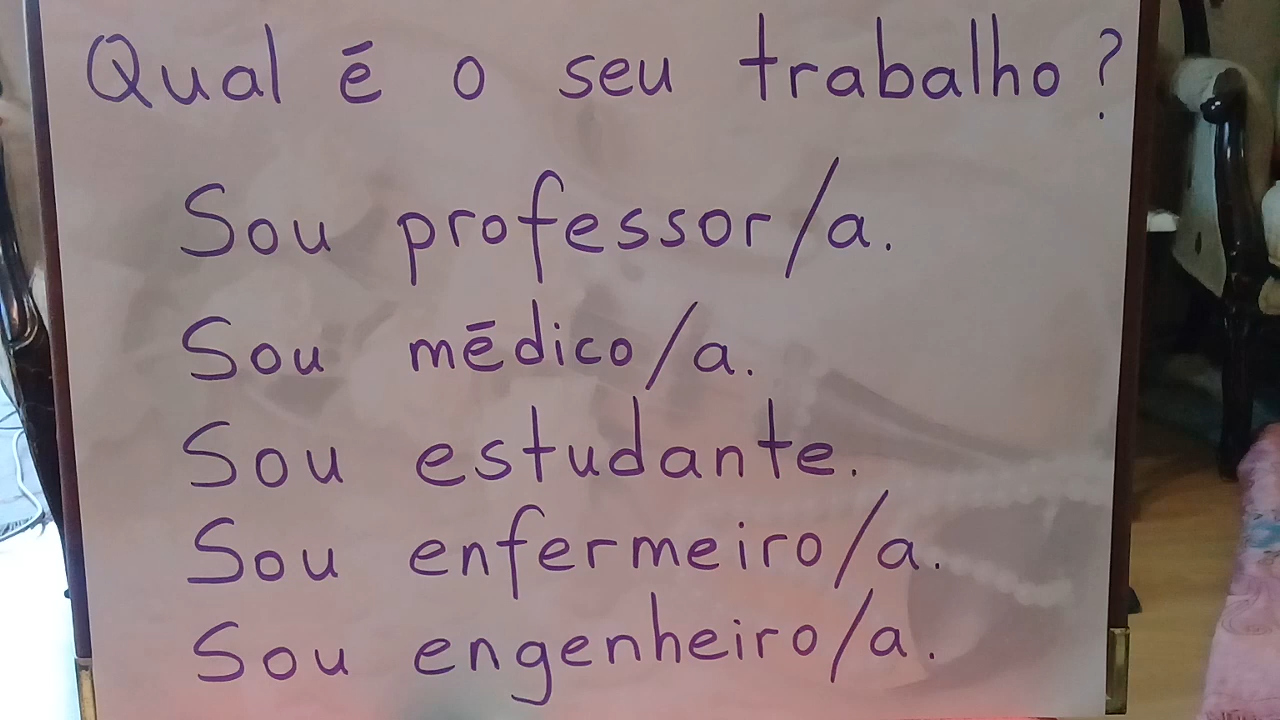 Qual é o seu trabalho?
Sou professor/a.
Sou médico/a.
Sou estudante.
Sou enfermeiro/a.
Sou engenheiro/a.